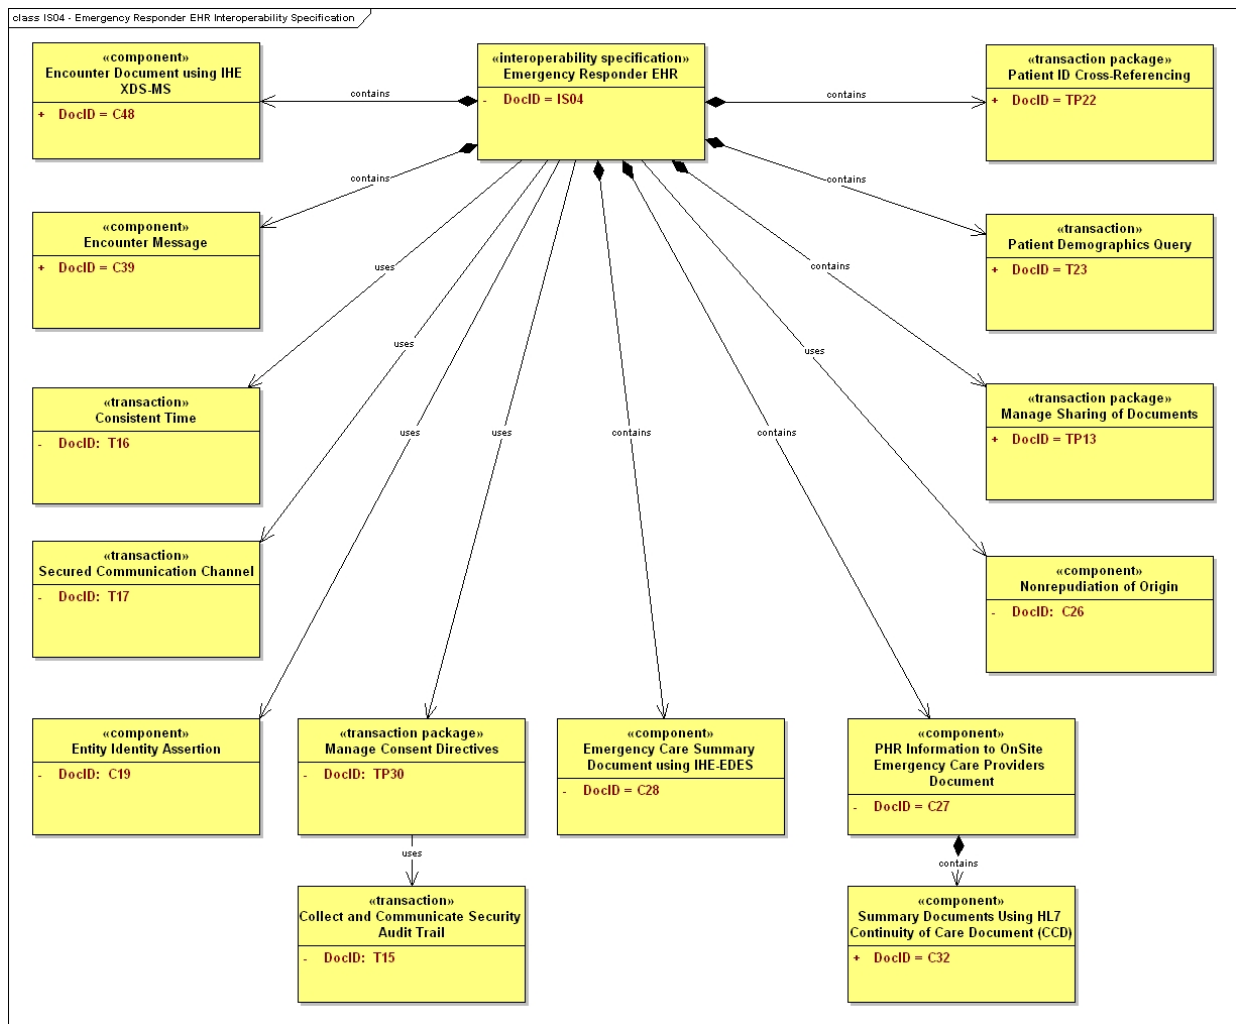 class IS04 - Emergency Responder EHR Interoperability Specification
«component»
Encounter Document using IHE
XDS-MS
+ DocID = C48
contains
«interoperability specification»
Emergency Responder EHR
- DocID = IS04
contains
«transaction package»
Patient ID Cross-Referencing
+ DocID = TP22
contains
contains
«component»
Encounter Message
+ DocID = C39
«transaction»
Patient Demographics Query
+ DocID = T23
uses
contains
uses
uses
«transaction»
Consistent Time
- DocID: T16
«transaction package»
Manage Sharing of Documents
+ DocID = TP13
uses
uses
contains
contains
«transaction»
Secured Communication Channel
- DocID: T17
«component»
Nonrepudiation of Origin
- DocID: C26
«component»
Entity Identity Assertion
- DocID: C19
«transaction package»
Manage Consent Directives
- DocID: TP30
«component»
Emergency Care Summary
Document using IHE-EDES
- DocID = C28
«component»
PHR Information to OnSite
Emergency Care Providers
Document
- DocID = C27
uses
contains
«transaction»
Collect and Communicate Security
Audit Trail
- DocID: T15
«component»
Summary Documents Using HL7
Continuity of Care Document (CCD)
+ DocID = C32